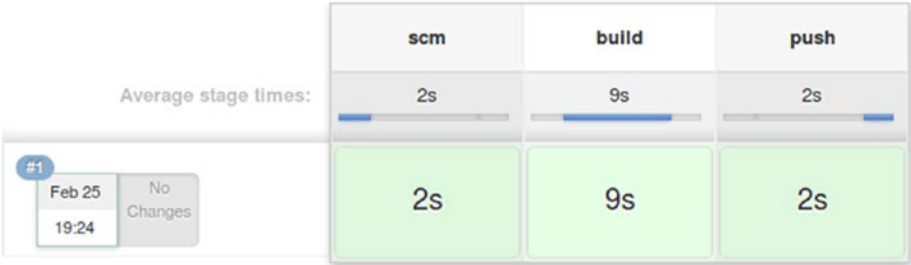 scm build push
Average stage times: 2s 9s 2s
#1
Feb 25 No
Changes
19:24
2s 9s 2s